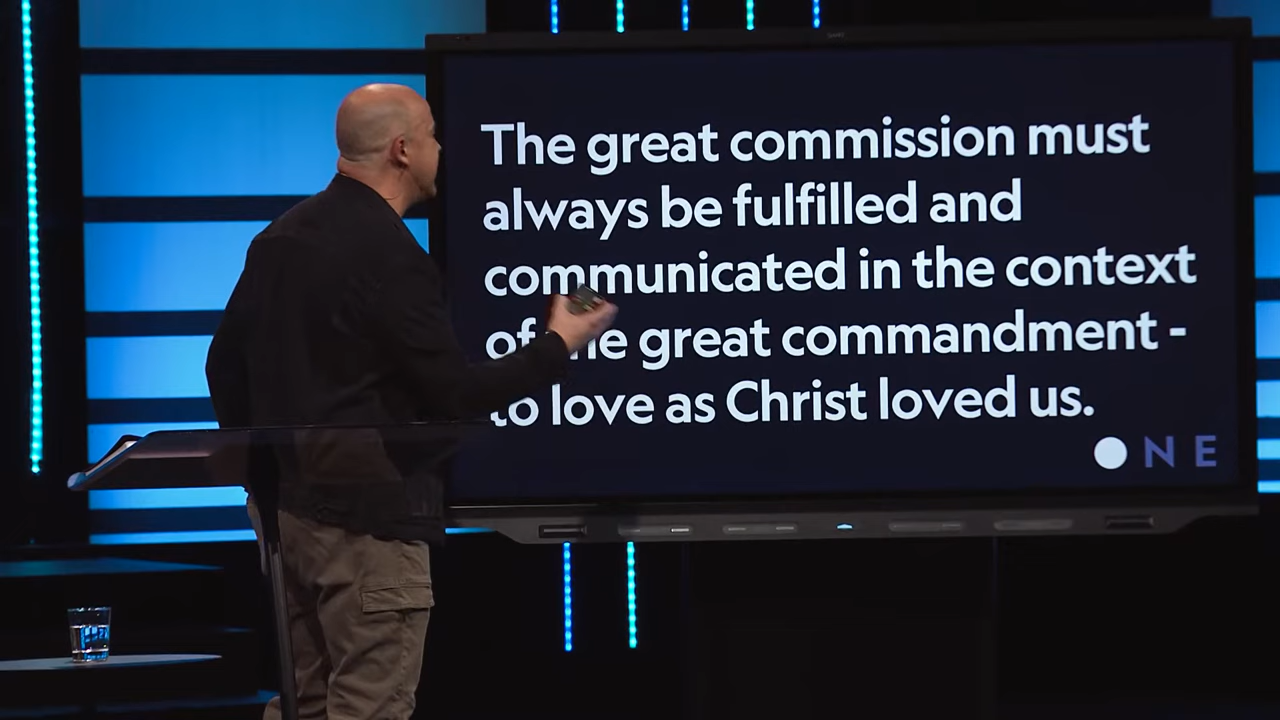 The great commission must
always be fulfilled and
communicated in the context
of the great commandment -
to love as Christ loved us.
ONE